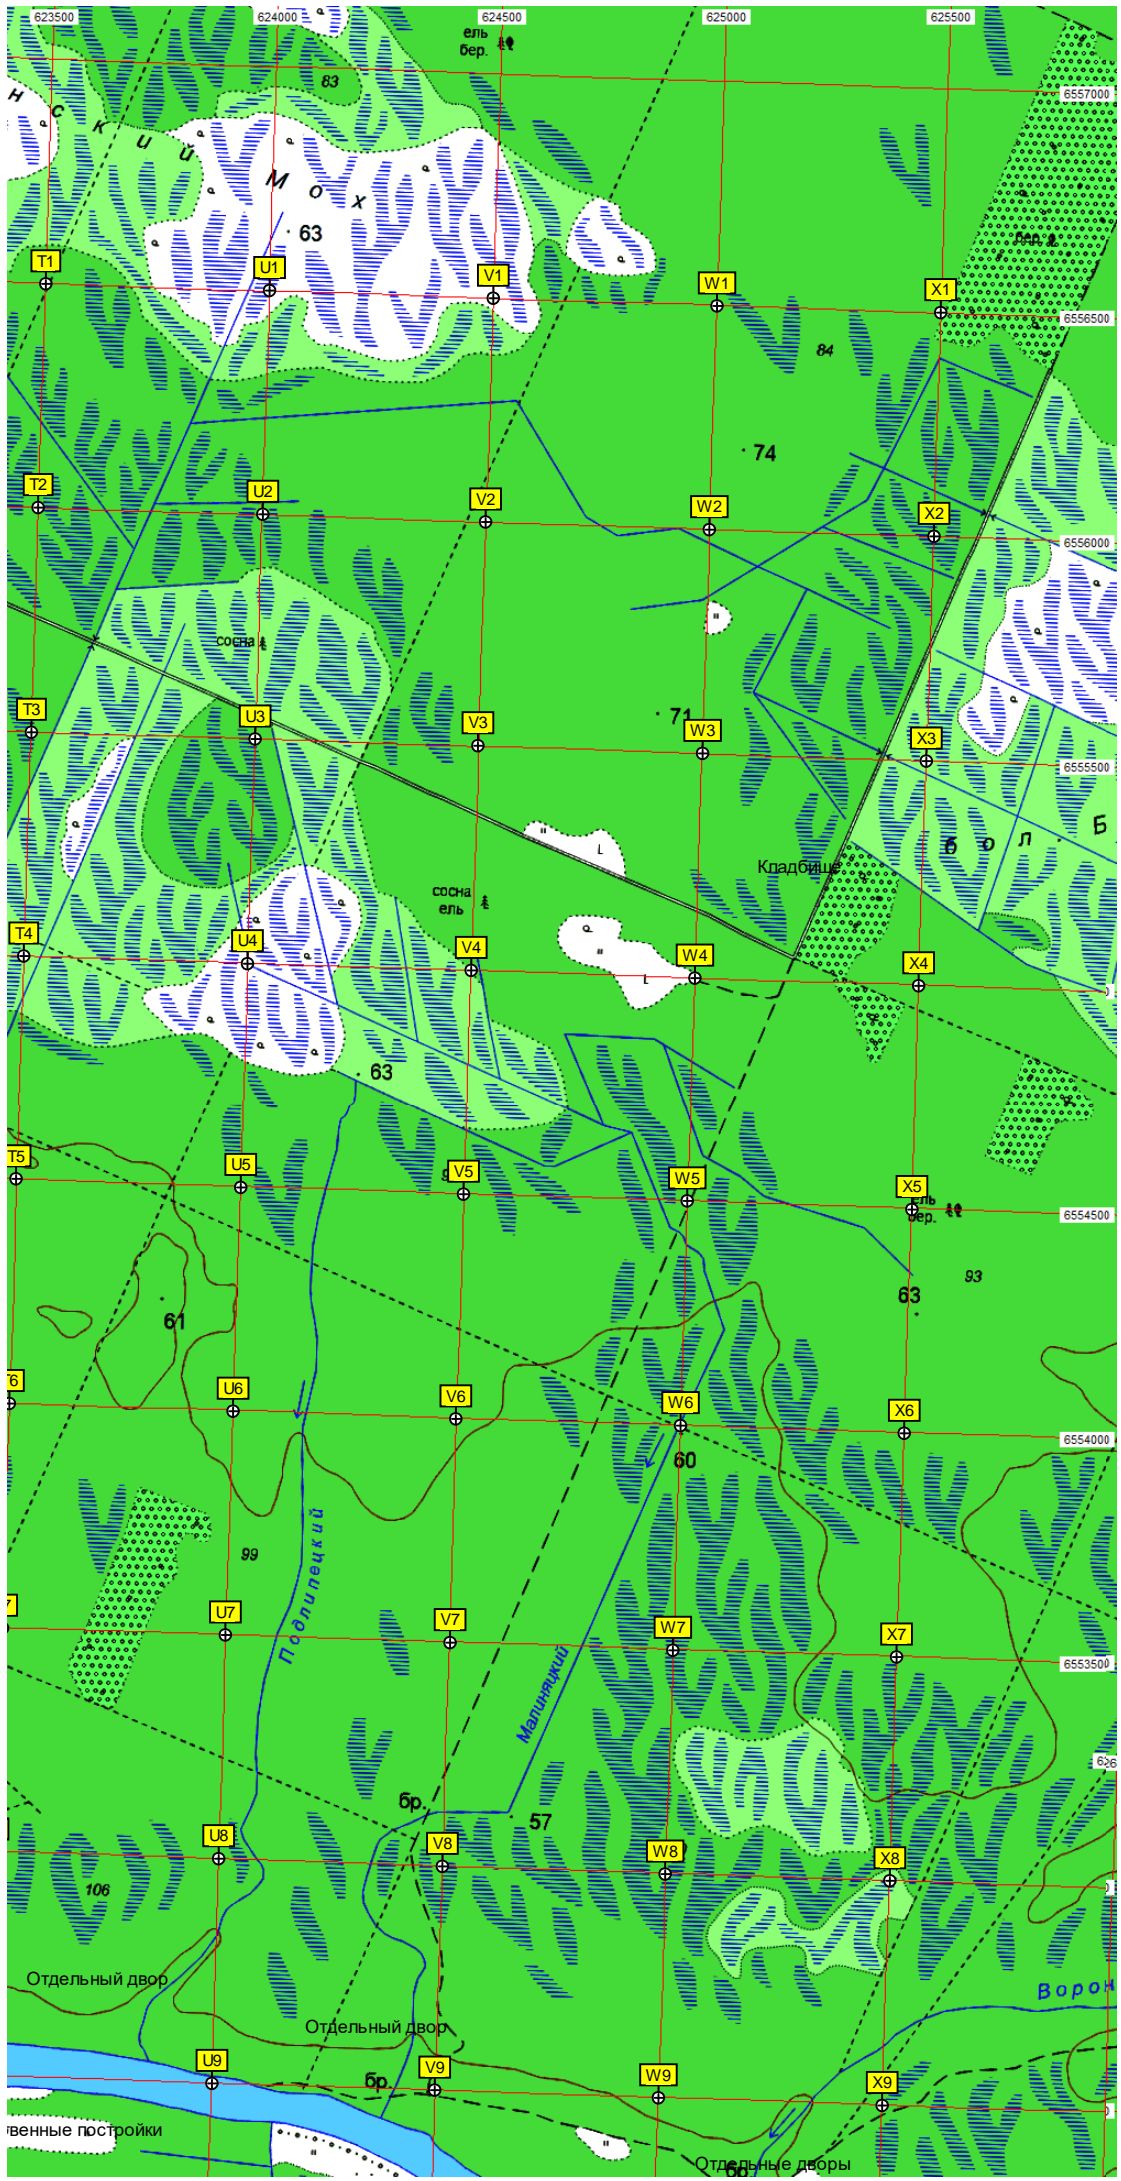 623500 624000 624500 625000 625500
ель
бер.
83
6557000
н с к и й
М о х
63
T1 U1 V1 W1 X1
6556500
84
74
T2 U2 V2 W2 X2
6556000
сосна
T3 U3 V3 W3 X3
71
6555500
б о л Б
Кладбище
сосна
ель
T4 U4 V4 W4 X4
63
T5 U5 V5 W5 X5
ель
бер.
6554500
93
63
61
T6 U6 V6 W6 X6
6554000
60
99
Подлипецкий
7 U7 V7 W7 X7
6553500
Малиняцкий
бр.
57
U8 V8 W8 X8
106
Отдельный двор
Ворон
Отдельный двор
U9 V9 W9 X9
бр.
венные постройки
Отдельные дворы
бр.